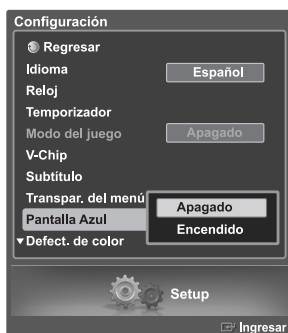 Configuración
Regresar
Idioma Español
Reloj
Temporizador
Modo del juego Apagado
V-Chip
Subtítulo
Transpar. del menú
Apagado
Pantalla Azul
Encendido
▼Defect. de color
Setup
Ingresar